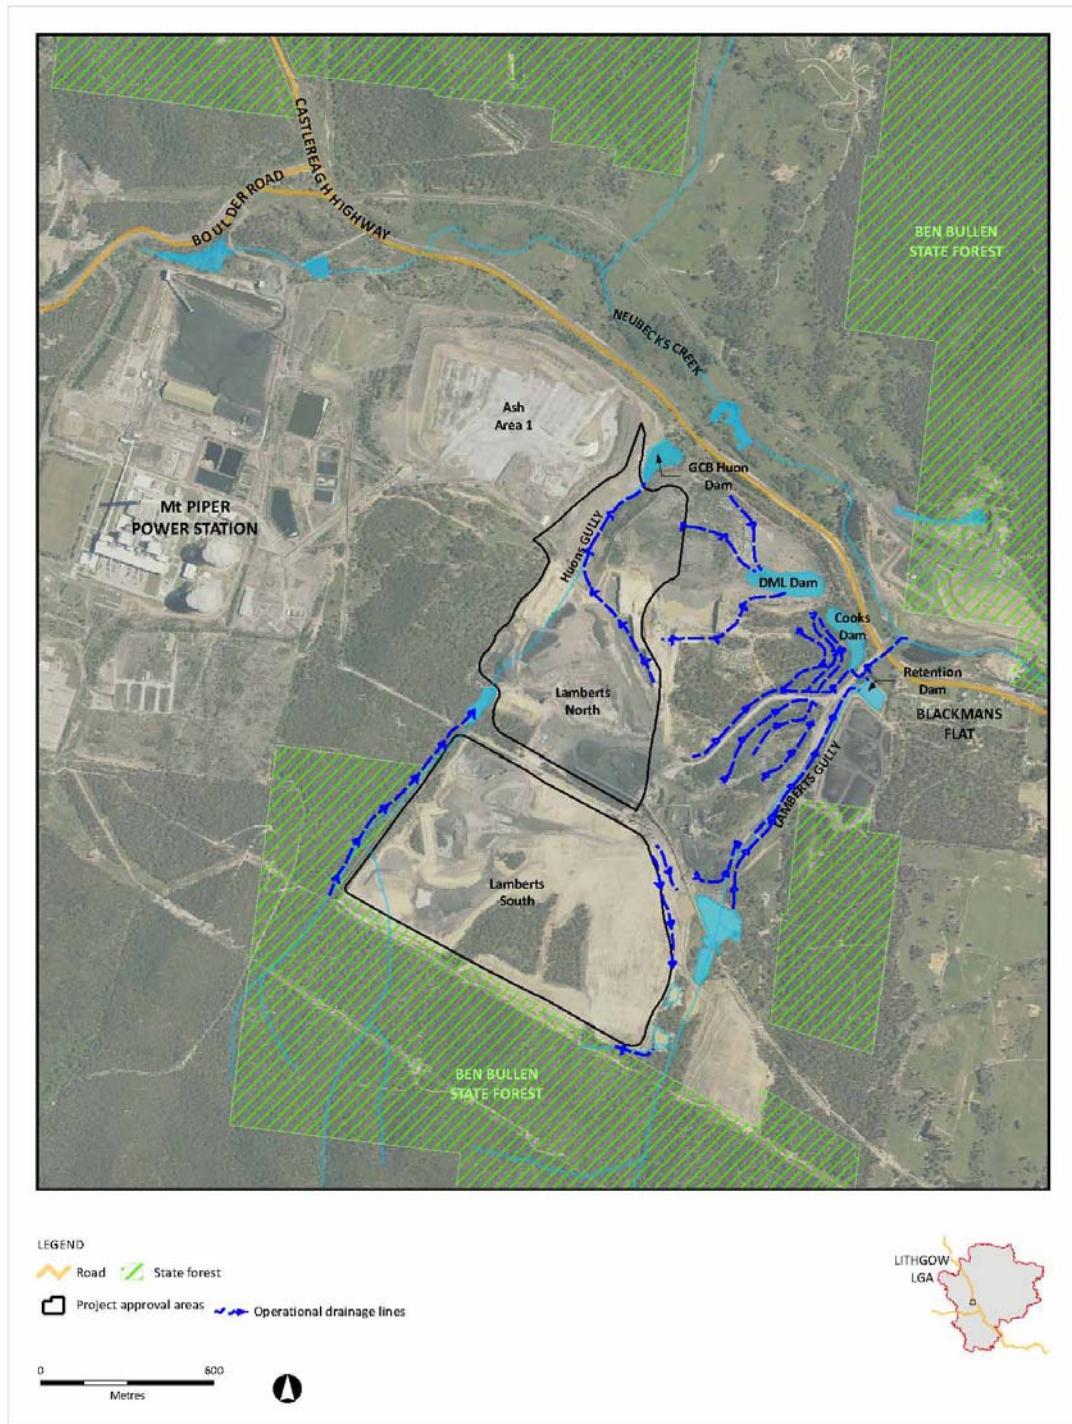 CASTLEREAGH HIGHWAY
BOULDER ROAD
BEN BULLEN
STATE FOREST
NEUBECKS CREEK
Ash
Area 1
GCB Huon
Dam
Mt PIPER
POWER STATION
Huons GULLY
DML Dam
Cooks
Dam
Retention
Dam
Lamberts
North
BLACKMANS
FLAT
LAMBERTS GULLY
Lamberts
South
BEN BULLEN
STATE FOREST
LEGEND
Road
State forest
Project approval areas
Operational drainage lines
LITHGOW
LGA
0
600
Metres